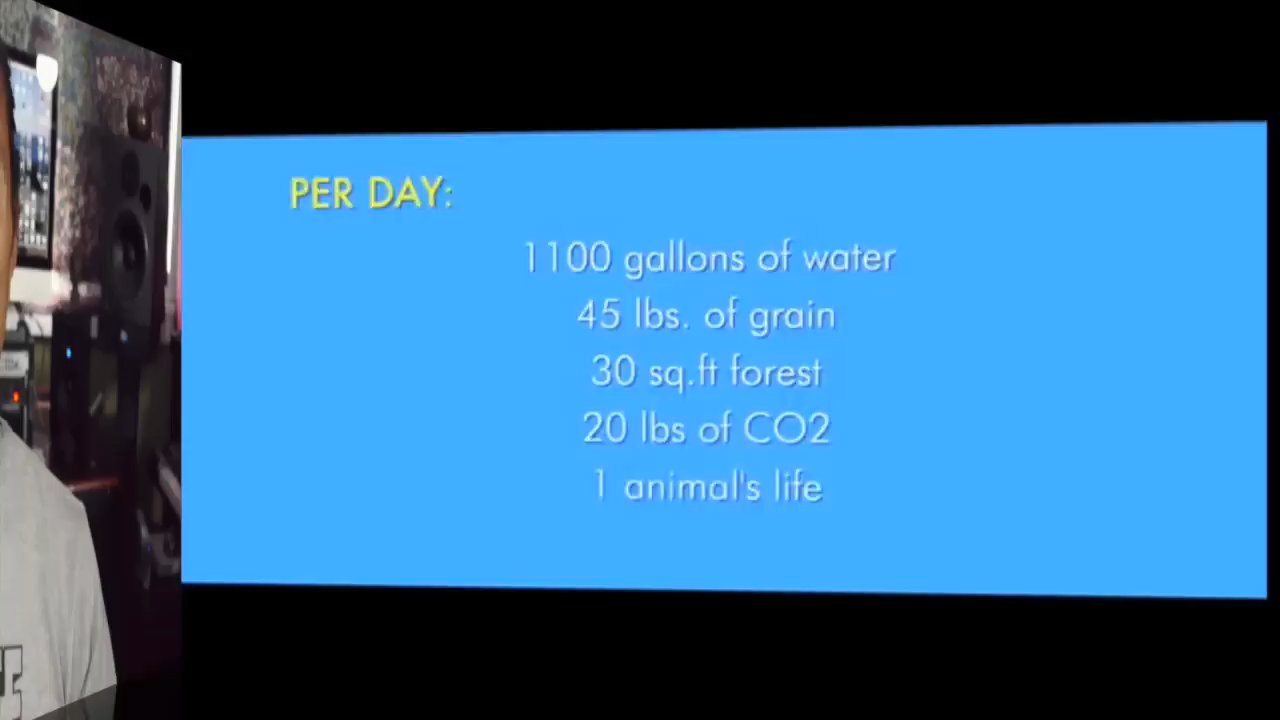 PER DAY:
1100 gallons of water
45 lbs. of grain
30 sq.ft forest
20 lbs of CO2
1 animal's life